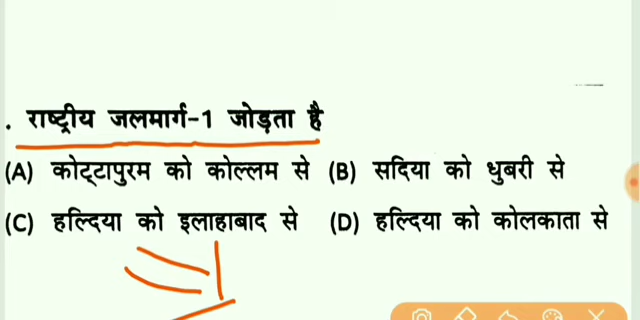 . राष्ट्रीय जलमार्ग-1 जोड़ता है
(A) कोट्टापुरम को कोल्लम से (B) सदिया को धुबरी से
(C) हल्दिया को इलाहाबाद से (D) हल्दिया को कोलकाता से